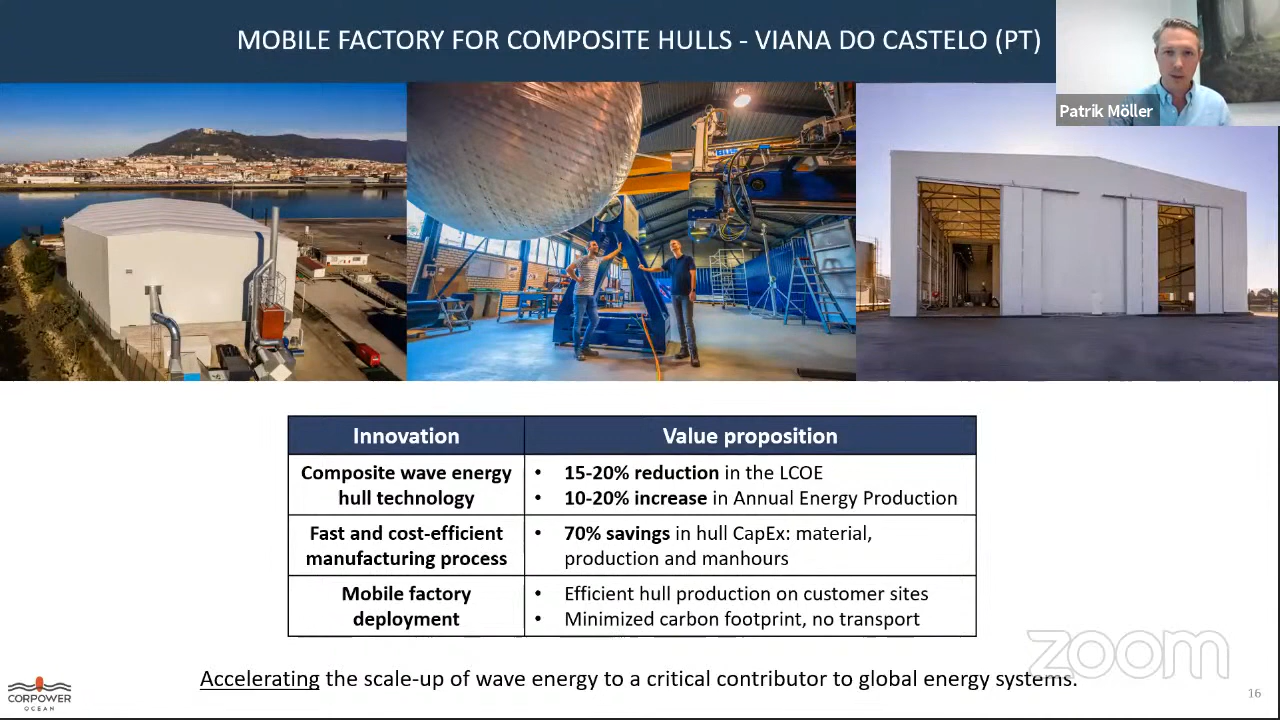 MOBILE FACTORY FOR COMPOSITE HULLS - VIANA DO CASTELO (PT)
Patrik Möller
Innovation
Value proposition
Composite wave energy
hull technology
• 15-20% reduction in the LCOE
• 10-20% increase in Annual Energy Production
Fast and cost-efficient
manufacturing process
• 70% savings in hull CapEx: material,
production and manhours
Mobile factory
deployment
• Efficient hull production on customer sites
• Minimized carbon footprint, no transport
zoom
Accelerating the scale-up of wave energy to a critical contributor to global energy systems.
CORPOWER
OCEAN
16